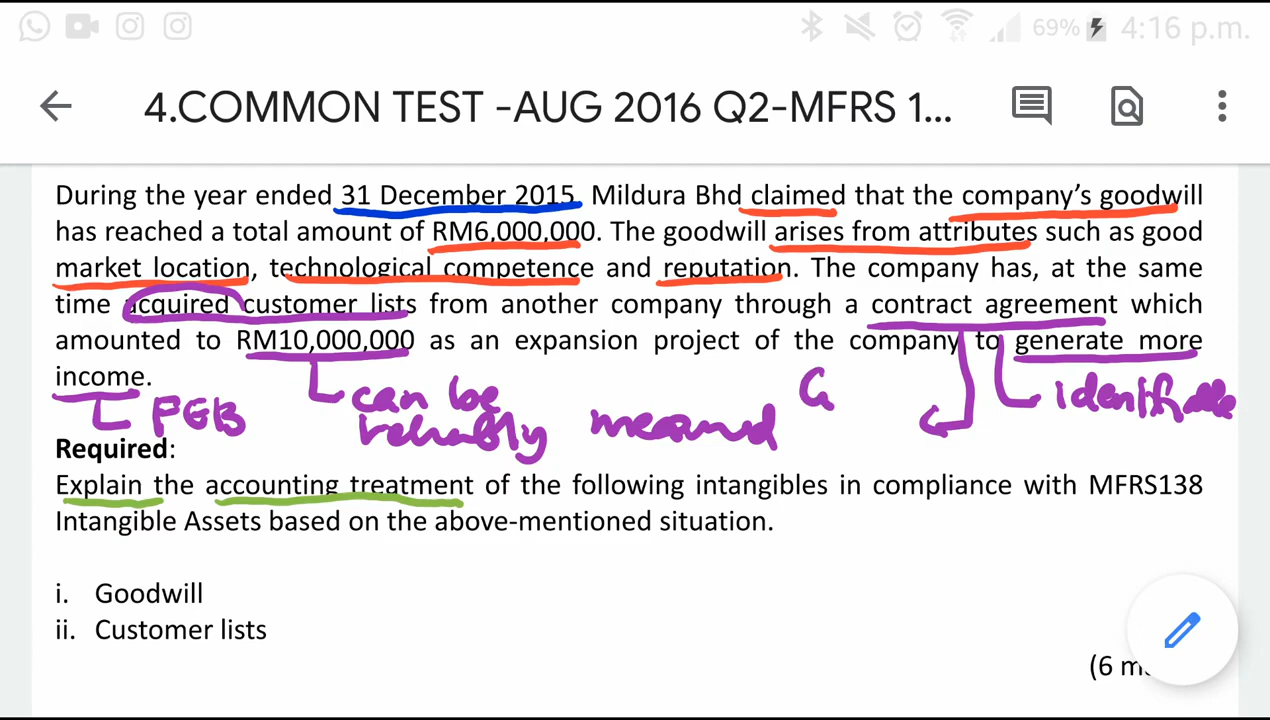 69% 4:16 p.m.
4.COMMON TEST -AUG 2016 Q2-MFRS 1...
During the year ended 31 December 2015, Mildura Bhd claimed that the company's goodwill
has reached a total amount of RM6,000,000. The goodwill arises from attributes such as good
market location, technological competence and reputation. The company has, at the same
time acquired customer lists from another company through a contract agreement which
amounted to RM10,000,000 as an expansion project of the company to generate more
income.
FEB can be reliably measured G identifiable
Required:
Explain the accounting treatment of the following intangibles in compliance with MFRS138
Intangible Assets based on the above-mentioned situation.
i. Goodwill
ii. Customer lists
(6 m